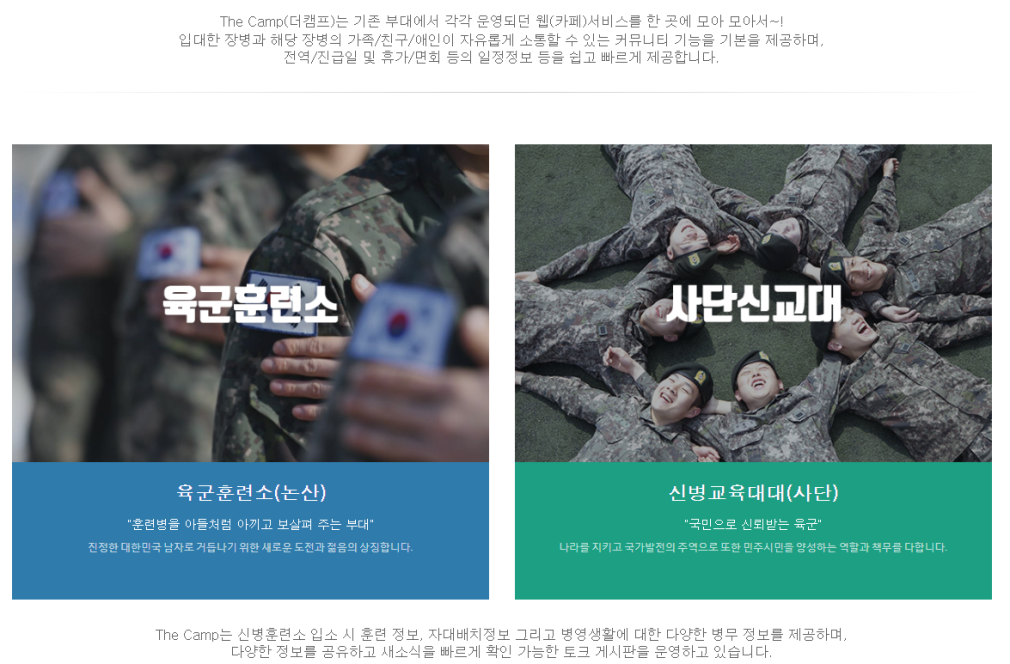 The Camp(더캠프)는 기존 부대에서 각각 운영되던 웹(카페)서비스를 한 곳에 모아 모아서~!
입대한 장병과 해당 장병의 가족/친구/애인이 자유롭게 소통할 수 있는 커뮤니티 기능을 기본을 제공하며,
전역/진급일 및 휴가/면회 등의 일정정보 등을 쉽고 빠르게 제공합니다.
육군훈련소
육군훈련소(논산)
"훈련병을 아들처럼 아끼고 보살펴 주는 부대"
진정한 대한민국 남자로 거듭나기 위한 새로운 도전과 젊음의 상징합니다.
사단신교대
신병교육대대(사단)
"국민으로 신뢰받는 육군"
나라를 지키고 국가발전의 주역으로 또한 민주시민을 양성하는 역할과 책무를 다합니다.
The Camp는 신병훈련소 입소 시 훈련 정보, 자대배치정보 그리고 병영생활에 대한 다양한 병무 정보를 제공하며,
다양한 정보를 공유하고 새소식을 빠르게 확인 가능한 토크 게시판을 운영하고 있습니다.